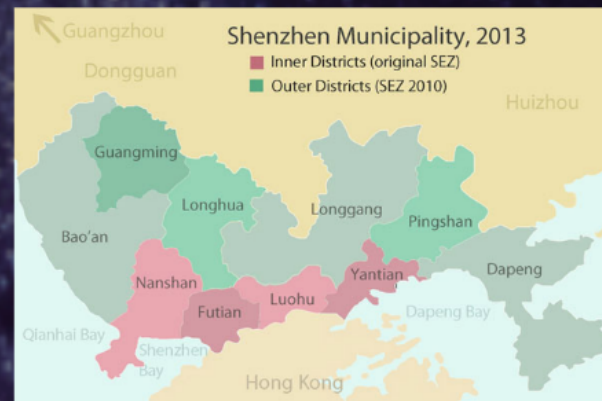 Guangzhou
Shenzhen Municipality, 2013
Inner Districts (original SEZ)
Dongguan
Outer Districts (SEZ 2010)
Huizhou
Guangming
Longhua
Longgang
Pingshan
Bao'an
Nanshan
Yantian
Dapeng
Futian
Luohu
Qianhai Bay
Shenzhen
Bay
Dapeng Bay
Hong Kong